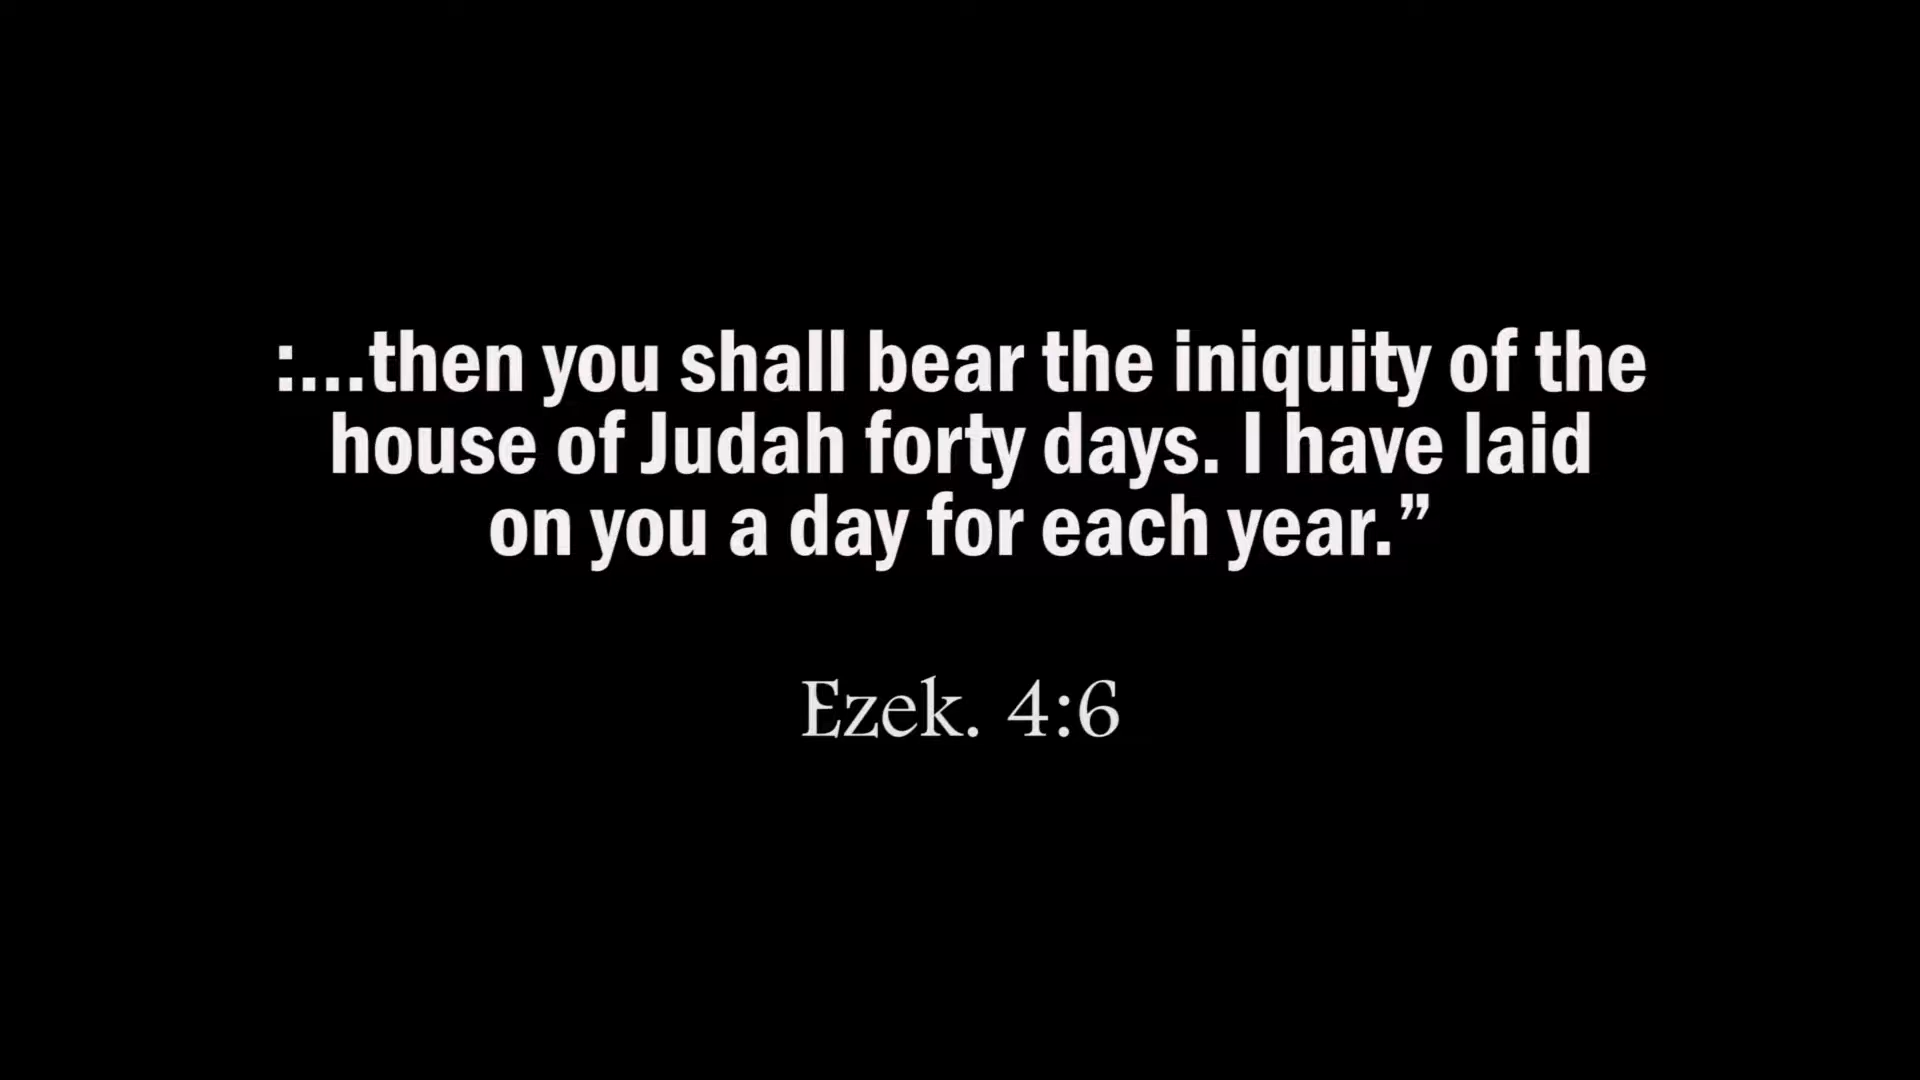 :...then you shall bear the iniquity of the
house of Judah forty days. I have laid
on you a day for each year.”
Ezek. 4:6